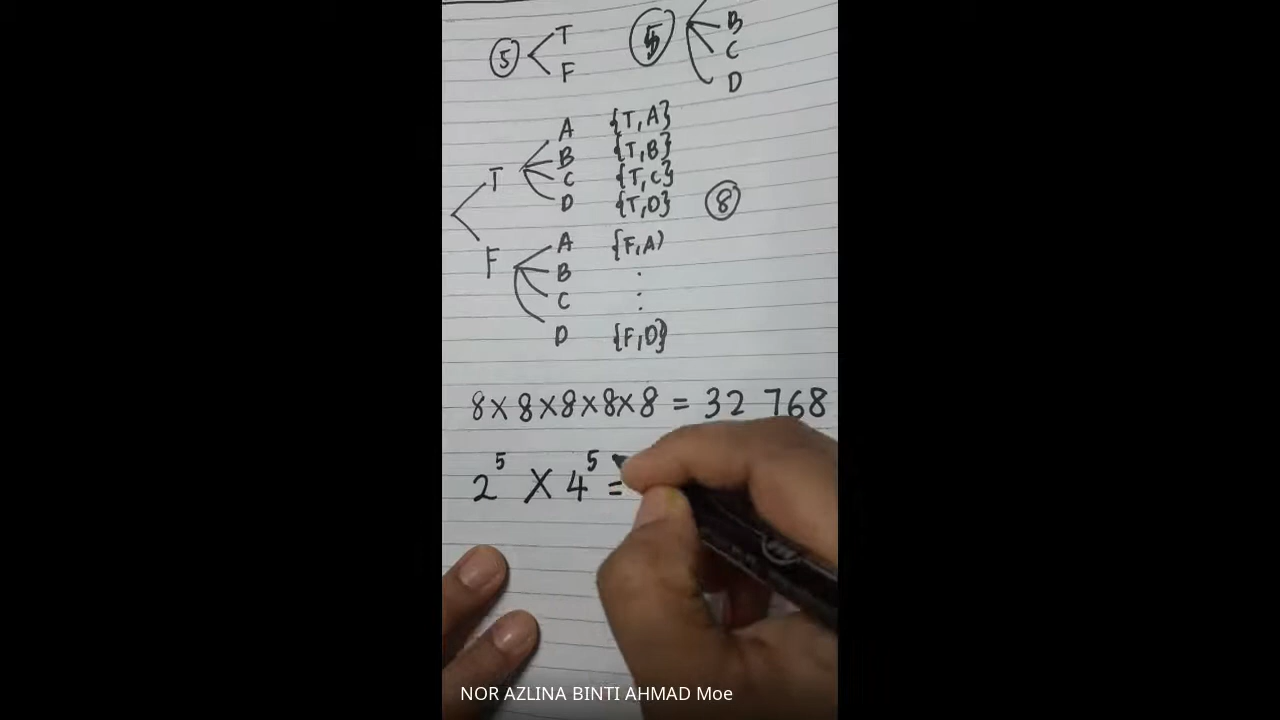 ⑤ T
F
⑤ B
C
D
T
A {T,A}
B {T,B}
C {T,C}
D {T,D}
⑧
F
A {F,A)
B .
C :
D {F,D}
8×8×8×8×8 = 32 768
2⁵ X 4⁵ =
NOR AZLINA BINTI AHMAD Moe